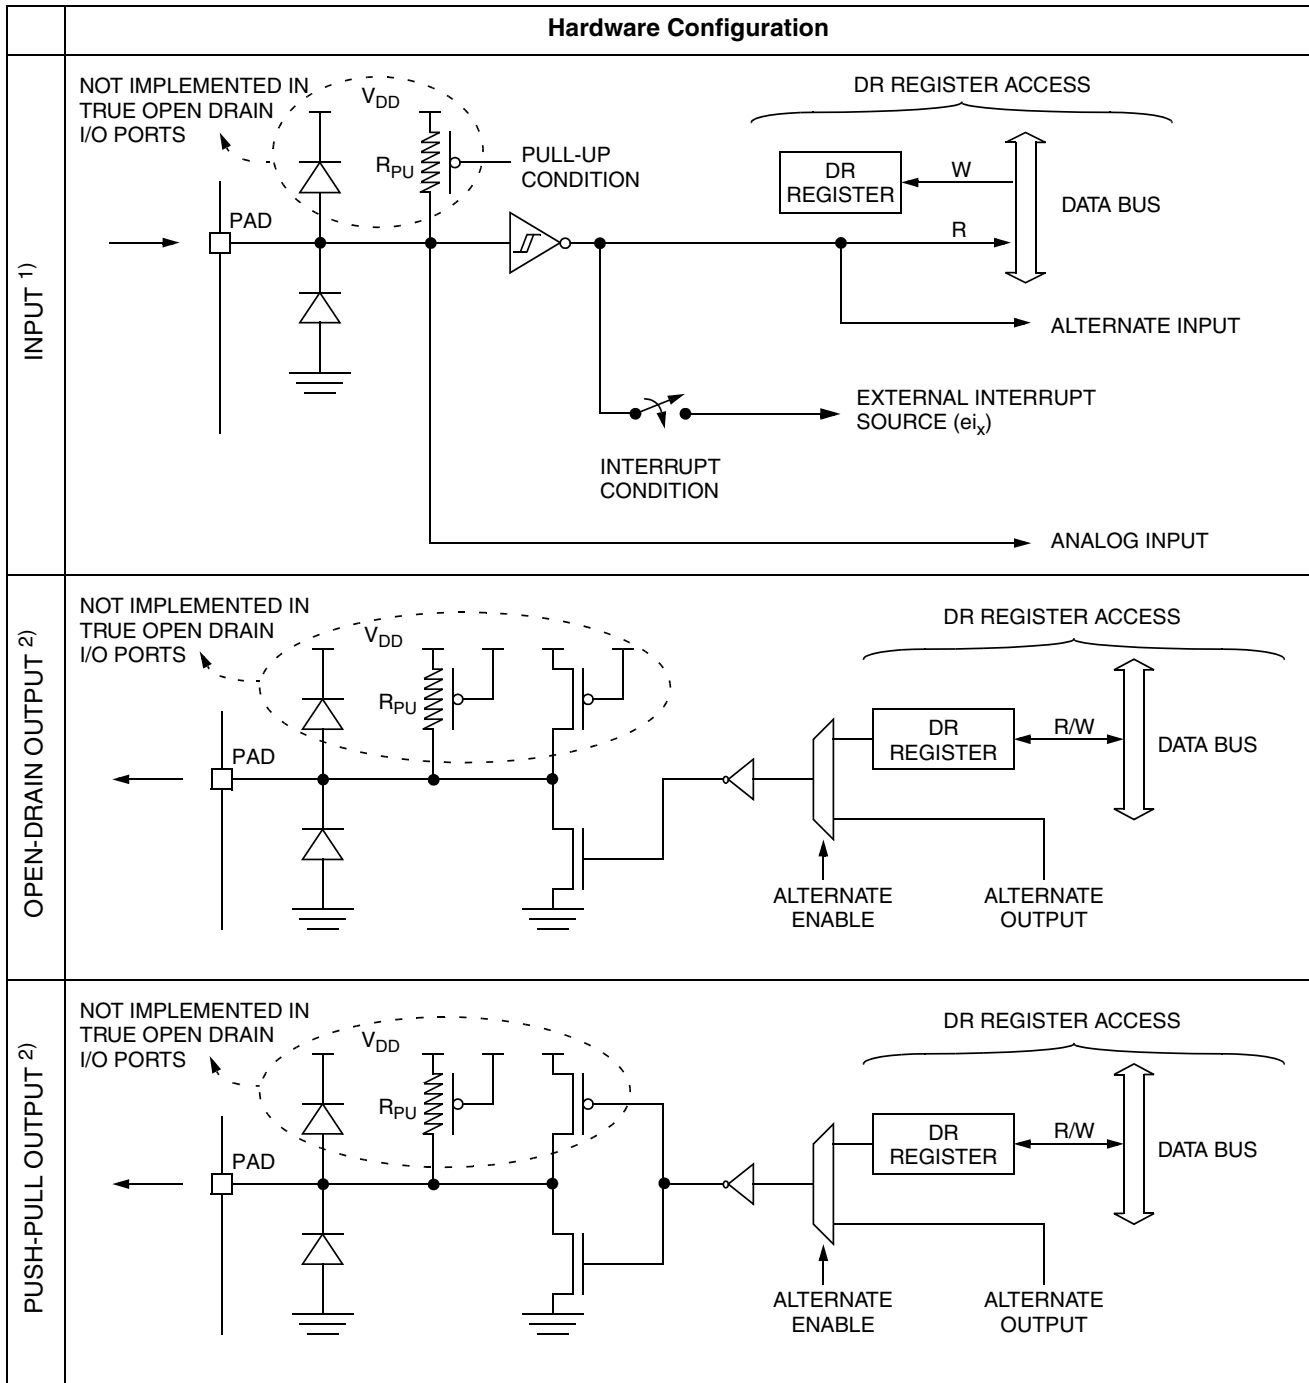 Hardware Configuration
INPUT 1)
NOT IMPLEMENTED IN
TRUE OPEN DRAIN
I/O PORTS
VDD
RPU
PULL-UP
CONDITION
PAD
DR REGISTER ACCESS
DR
REGISTER
W
R
DATA BUS
ALTERNATE INPUT
EXTERNAL INTERRUPT
SOURCE (eix)
INTERRUPT
CONDITION
ANALOG INPUT
OPEN-DRAIN OUTPUT 2)
NOT IMPLEMENTED IN
TRUE OPEN DRAIN
I/O PORTS
VDD
RPU
PAD
DR REGISTER ACCESS
DR
REGISTER
R/W
DATA BUS
ALTERNATE
ENABLE
ALTERNATE
OUTPUT
PUSH-PULL OUTPUT 2)
NOT IMPLEMENTED IN
TRUE OPEN DRAIN
I/O PORTS
VDD
RPU
PAD
DR REGISTER ACCESS
DR
REGISTER
R/W
DATA BUS
ALTERNATE
ENABLE
ALTERNATE
OUTPUT